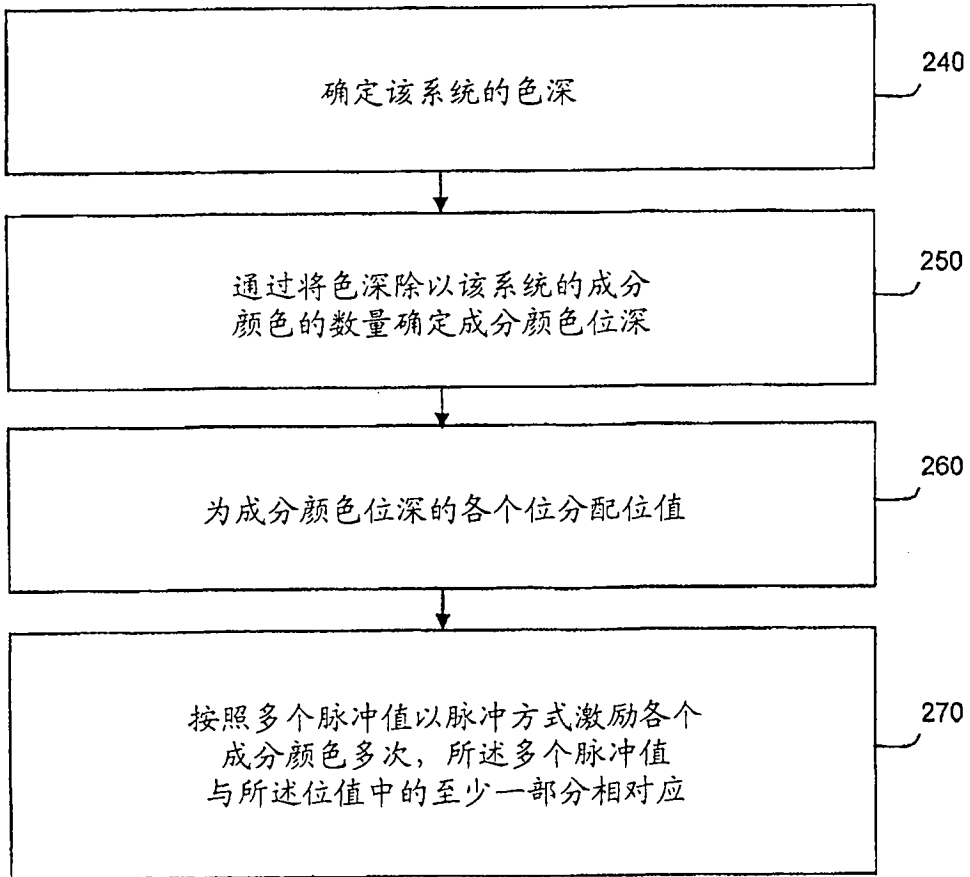 确定该系统的色深
240
通过将色深除以该系统的成分
颜色的数量确定成分颜色位深
250
为成分颜色位深的各个位分配位值
260
按照多个脉冲值以脉冲方式激励各个
成分颜色多次，所述多个脉冲值
与所述位值中的至少一部分相对应
270